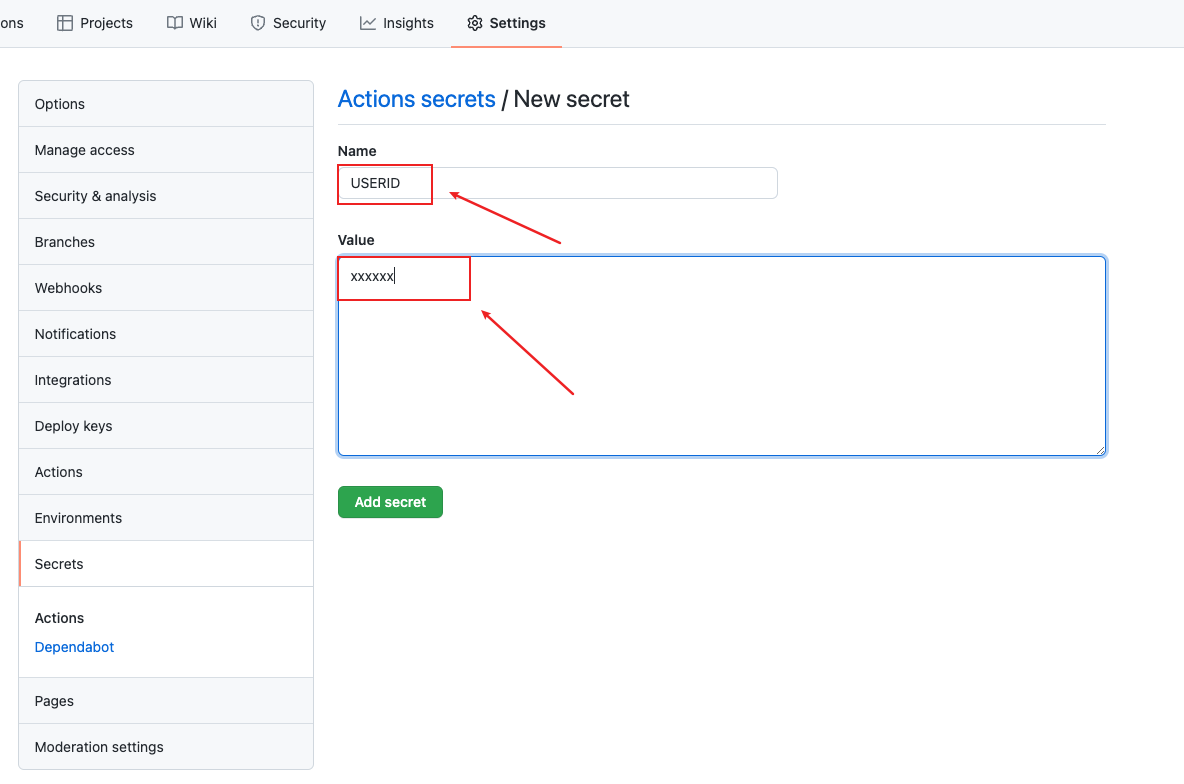 ons Projects Wiki Security Insights Settings
Options
Manage access
Security & analysis
Branches
Webhooks
Notifications
Integrations
Deploy keys
Actions
Environments
Secrets
Actions
Dependabot
Pages
Moderation settings
Actions secrets / New secret
Name
USERID
Value
xxxxxx
Add secret